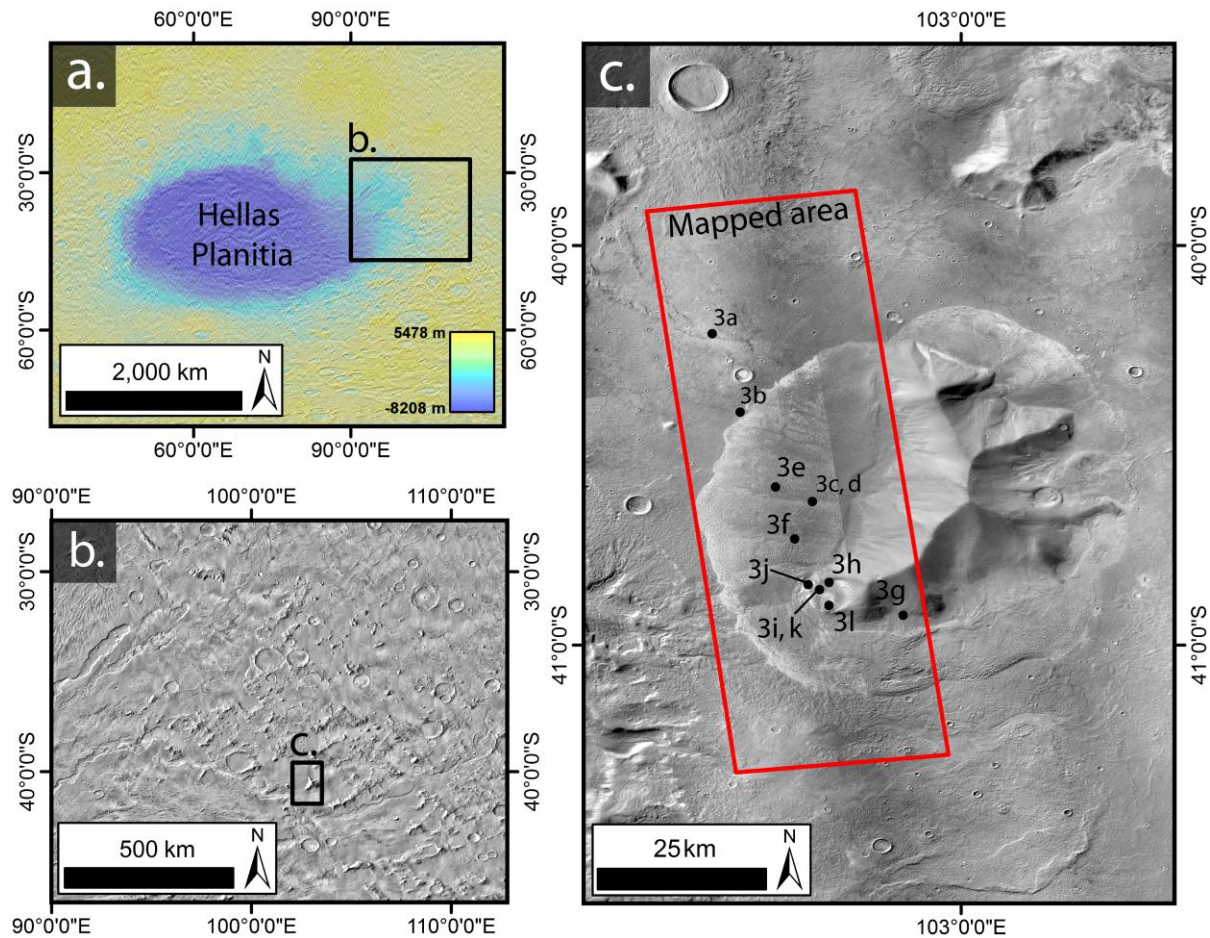 60°0'0"E 90°0'0"E
a.
b.
Hellas
Planitia
30°0'0"S
60°0'0"S
30°0'0"S
60°0'0"S
5478 m
-8208 m
2,000 km
N
60°0'0"E 90°0'0"E
90°0'0"E 100°0'0"E 110°0'0"E
b.
c.
30°0'0"S
40°0'0"S
30°0'0"S
40°0'0"S
500 km
N
90°0'0"E 100°0'0"E 110°0'0"E
103°0'0"E
c.
Mapped area
40°0'0"S
40°0'0"S
3a
3b
3e
3c, d
3f
3j
3h
3g
3i, k
3l
41°0'0"S
41°0'0"S
25 km
N
103°0'0"E